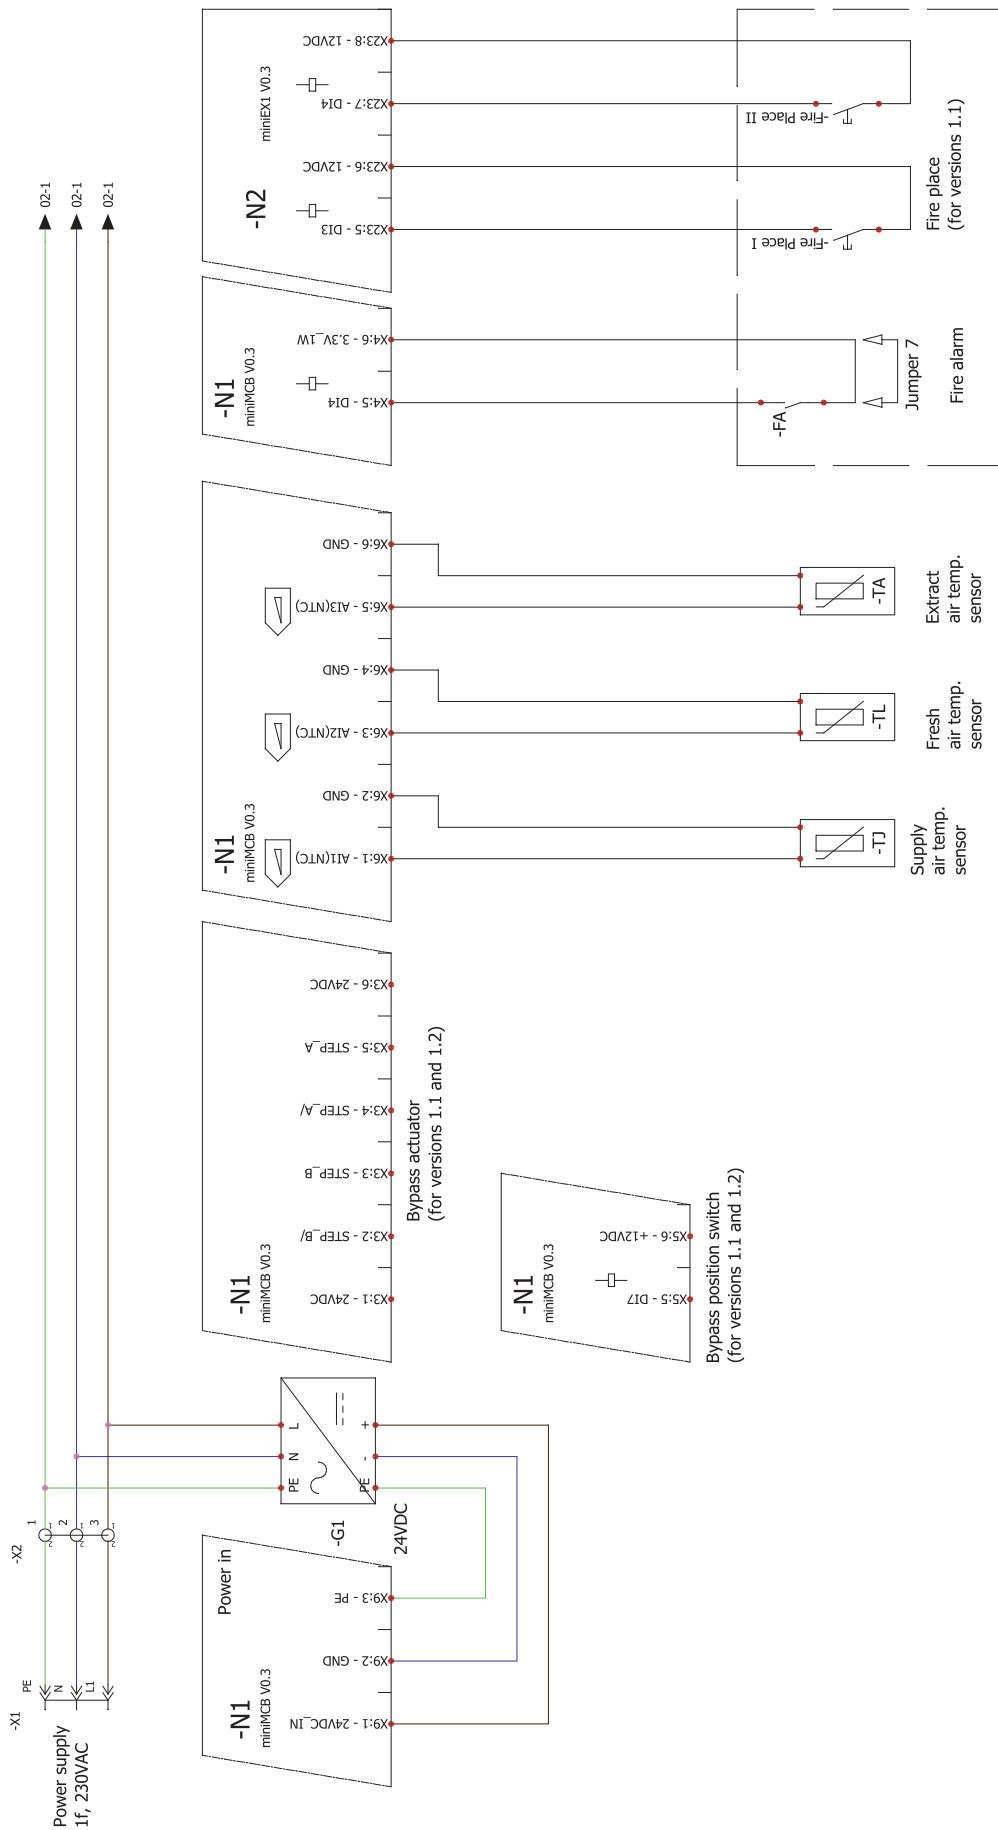 Power supply
1f, 230VAC
-X1
PE
N
L1
-X2
1
2
3
1
2
1
2
1
2
02-1
02-1
02-1
-N1
miniMCB V0.3
Power in
X9:1 - 24VDC_IN
X9:2 - GND
X9:3 - PE
-G1
24VDC
PE
N
L
PE
-
+
-N1
miniMCB V0.3
X3:1 - 24VDC
X3:2 - STEP_B/
X3:3 - STEP_B
X3:4 - STEP_A/
X3:5 - STEP_A
X3:6 - 24VDC
Bypass actuator
(for versions 1.1 and 1.2)
-N1
miniMCB V0.3
X5:5 - DI7
X5:6 - +12VDC
Bypass position switch
(for versions 1.1 and 1.2)
-N1
miniMCB V0.3
X6:1 - AI1(NTC)
X6:2 - GND
X6:3 - AI2(NTC)
X6:4 - GND
X6:5 - AI3(NTC)
X6:6 - GND
-TJ
Supply
air temp.
sensor
-TL
Fresh
air temp.
sensor
-TA
Extract
air temp.
sensor
-N1
miniMCB V0.3
X4:5 - DI4
X4:6 - 3.3V_1W
-FA
Jumper 7
Fire alarm
-N2
miniEX1 V0.3
X23:5 - DI3
X23:6 - 12VDC
X23:7 - DI4
X23:8 - 12VDC
-Fire Place I
-Fire Place II
Fire place
(for versions 1.1)